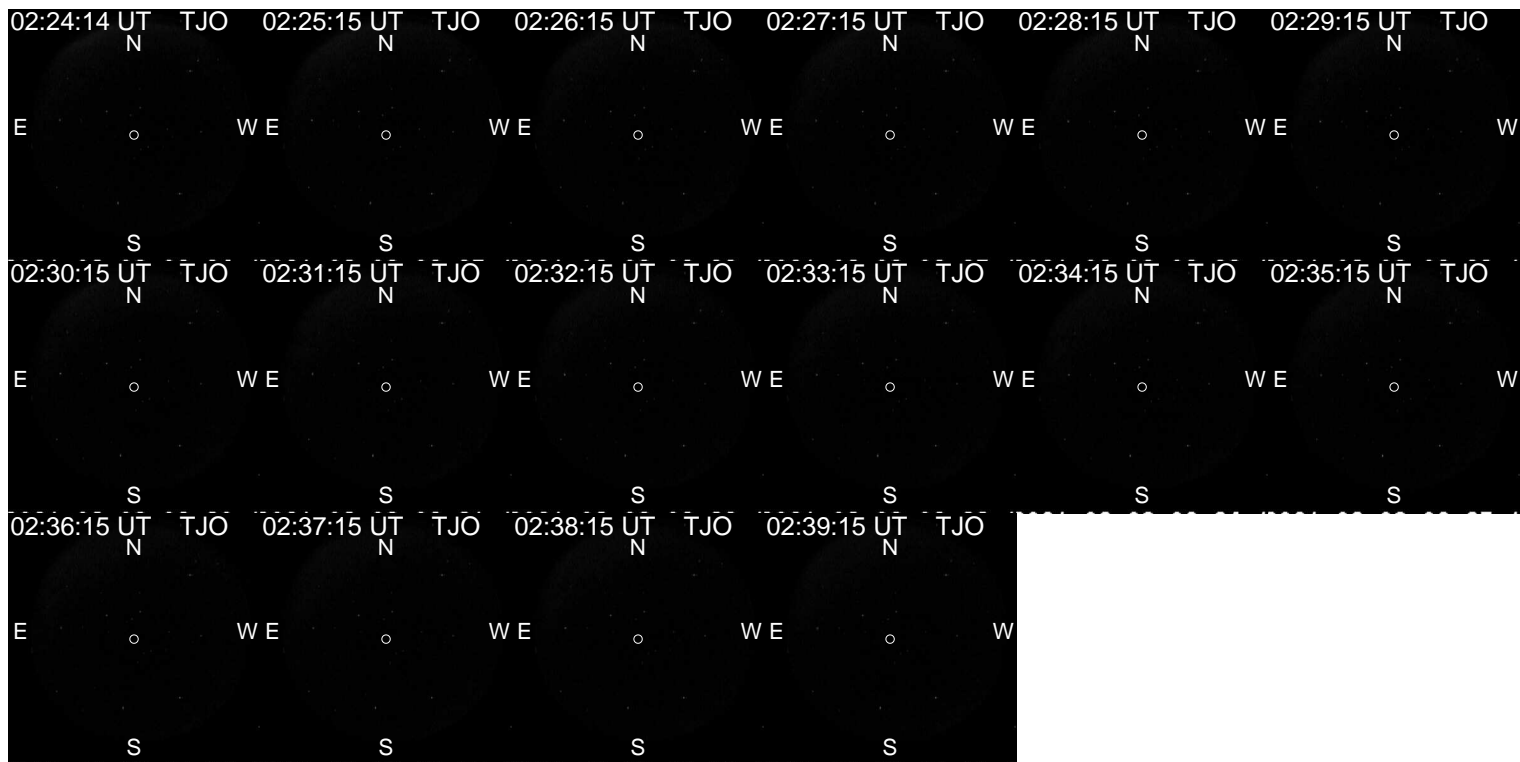 02:24:14 UT TJO 02:25:15 UT TJO 02:26:15 UT TJO 02:27:15 UT TJO 02:28:15 UT TJO 02:29:15 UT TJO
N N N N N N
E W E W E W E W E W E W
S S S S S S
02:30:15 UT TJO 02:31:15 UT TJO 02:32:15 UT TJO 02:33:15 UT TJO 02:34:15 UT TJO 02:35:15 UT TJO
N N N N N N
E W E W E W E W E W E W
S S S S S S
02:36:15 UT TJO 02:37:15 UT TJO 02:38:15 UT TJO 02:39:15 UT TJO
N N N N
E W E W E W E W
S S S S